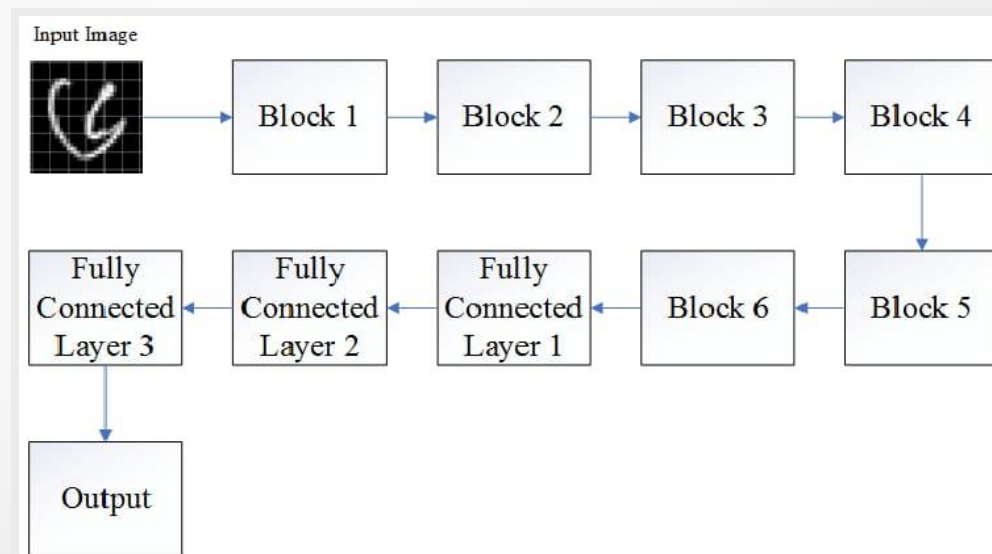 Input Image
Block 1
Block 2
Block 3
Block 4
Block 5
Block 6
Fully
Connected
Layer 1
Fully
Connected
Layer 2
Fully
Connected
Layer 3
Output